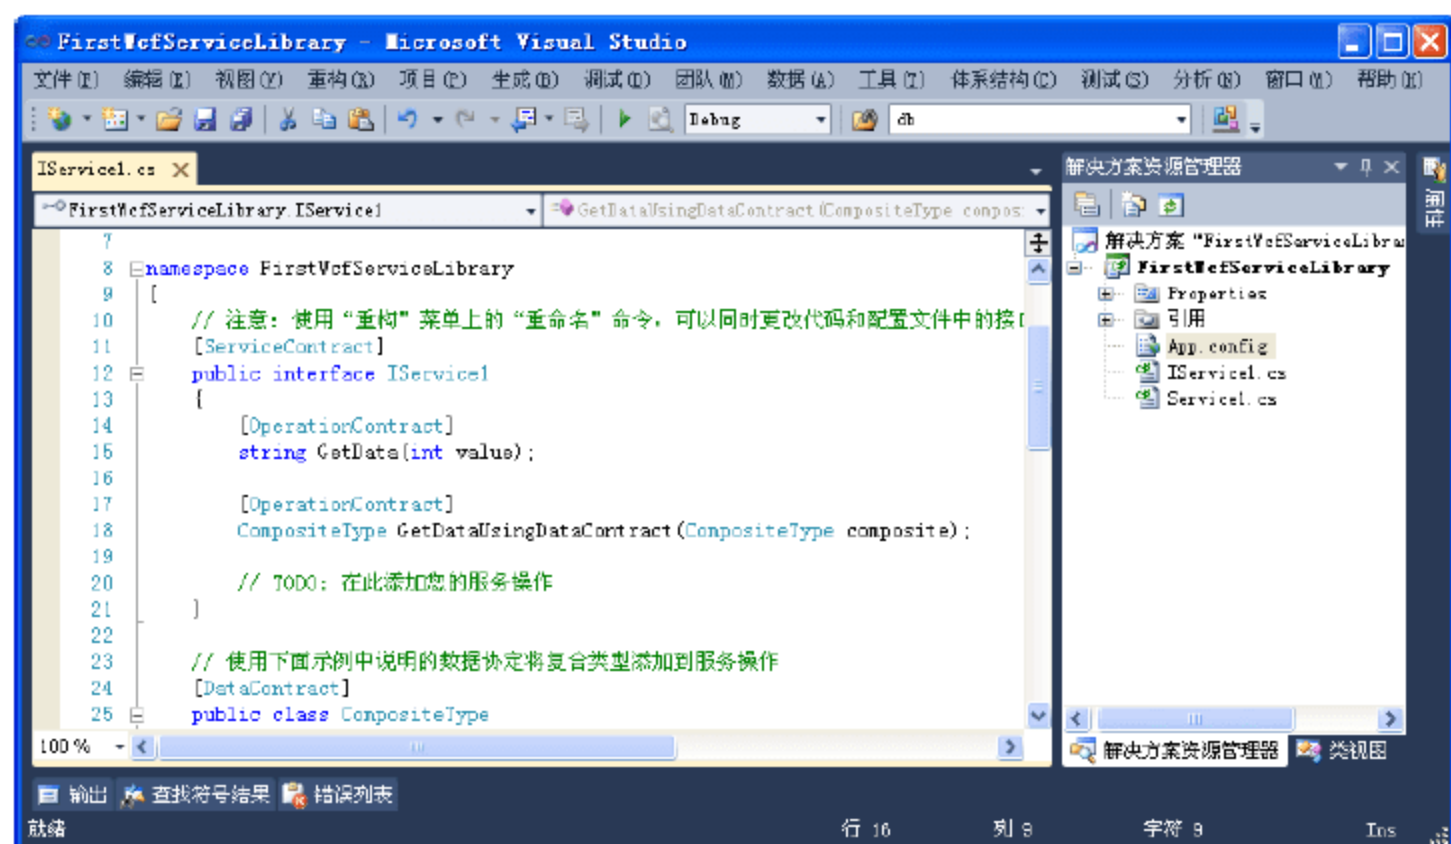 FirstWcfServiceLibrary - Microsoft Visual Studio
文件(F) 编辑(E) 视图(V) 重构(R) 项目(P) 生成(B) 调试(D) 团队(M) 数据(A) 工具(T) 体系结构(C) 测试(S) 分析(N) 窗口(W) 帮助(H)
Debug db
IService1.cs
FirstWcfServiceLibrary.IService1 GetDataUsingDataContract(CompositeType compos:
7
8 namespace FirstWcfServiceLibrary
9 {
10 // 注意: 使用“重构”菜单上的“重命名”命令，可以同时更改代码和配置文件中的接口
11 [ServiceContract]
12 public interface IService1
13 {
14 [OperationContract]
15 string GetData(int value);
16
17 [OperationContract]
18 CompositeType GetDataUsingDataContract(CompositeType composite);
19
20 // TODO: 在此添加您的服务操作
21 }
22
23 // 使用下面示例中说明的数据协定将复合类型添加到服务操作
24 [DataContract]
25 public class CompositeType
100 %
解决方案资源管理器
解决方案 "FirstWcfServiceLibra
FirstWcfServiceLibrary
Properties
引用
App.config
IService1.cs
Service1.cs
解决方案资源管理器 类视图
属性
输出 查找符号结果 错误列表
就绪 行 16 列 9 字符 9 Ins